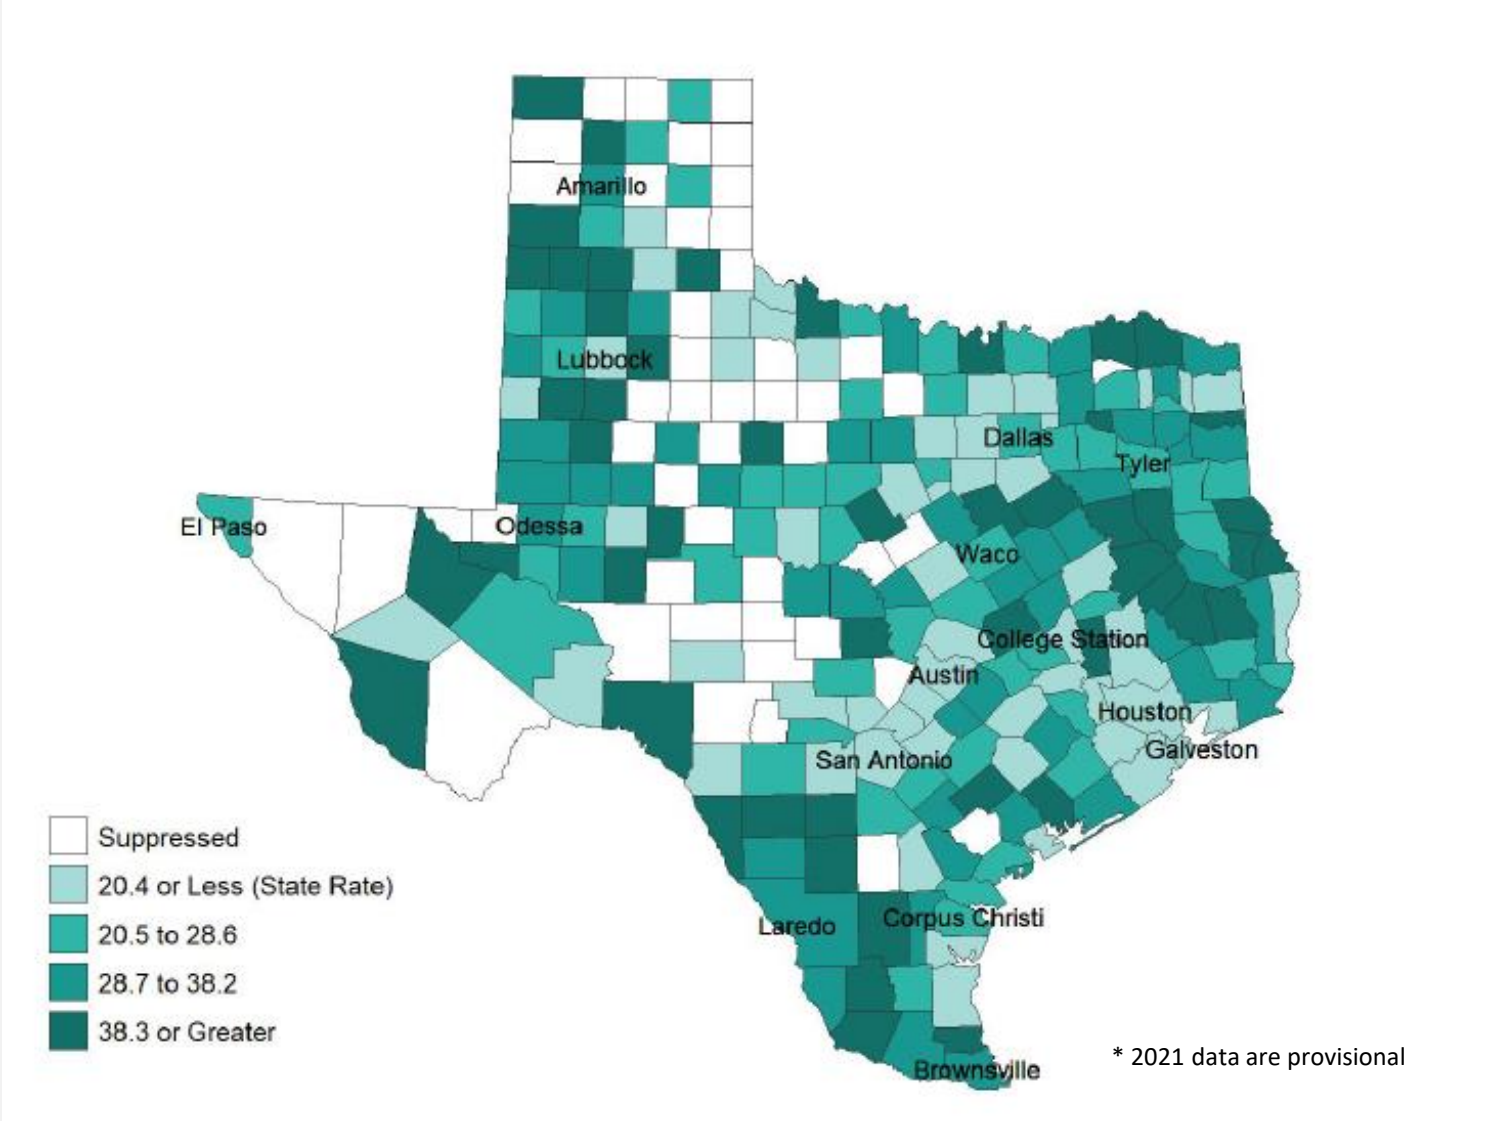 Amarillo
Lubbock
Dallas
Tyler
El Paso
Odessa
Waco
College Station
Austin
Houston
Galveston
San Antonio
Suppressed
20.4 or Less (State Rate)
Laredo
Corpus Christi
20.5 to 28.6
28.7 to 38.2
38.3 or Greater
* 2021 data are provisional
Brownsville